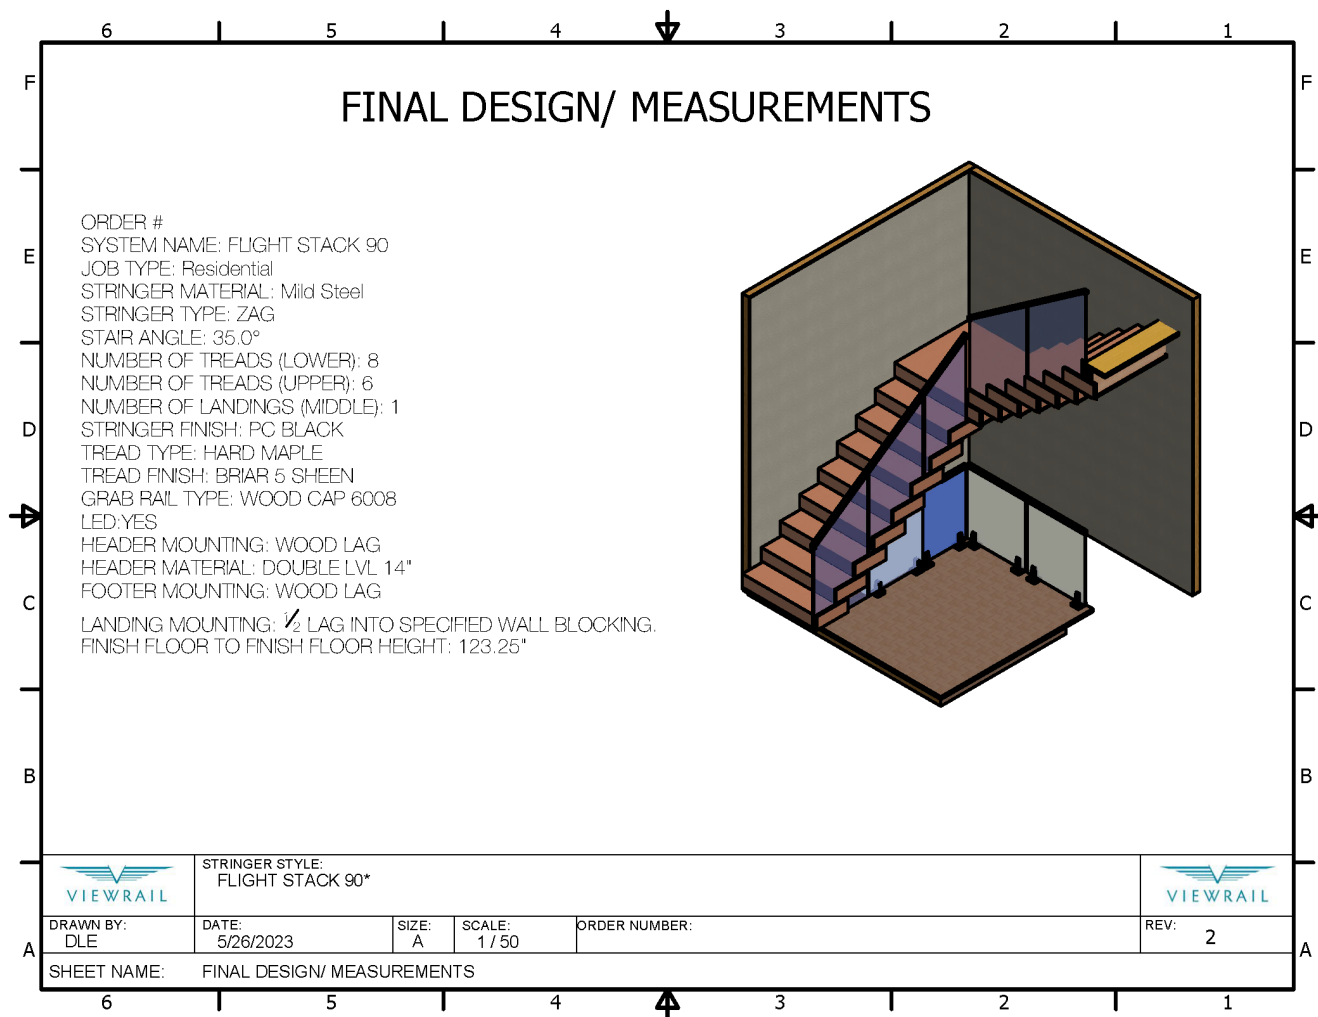 6 5 4 3 2 1
F F
FINAL DESIGN/ MEASUREMENTS
ORDER #
SYSTEM NAME: FLIGHT STACK 90
E E
JOB TYPE: Residential
STRINGER MATERIAL: Mild Steel
STRINGER TYPE: ZAG
STAIR ANGLE: 35.0°
NUMBER OF TREADS (LOWER): 8
NUMBER OF TREADS (UPPER): 6
NUMBER OF LANDINGS (MIDDLE): 1
D D
STRINGER FINISH: PC BLACK
TREAD TYPE: HARD MAPLE
TREAD FINISH: BRIAR 5 SHEEN
GRAB RAIL TYPE: WOOD CAP 6008
LED:YES
HEADER MOUNTING: WOOD LAG
HEADER MATERIAL: DOUBLE LVL 14"
FOOTER MOUNTING: WOOD LAG
C C
LANDING MOUNTING: 1/2 LAG INTO SPECIFIED WALL BLOCKING.
FINISH FLOOR TO FINISH FLOOR HEIGHT: 123.25"
B B
VIEWRAIL
STRINGER STYLE:
FLIGHT STACK 90*
VIEWRAIL
DRAWN BY:
DLE
DATE:
5/26/2023
SIZE:
A
SCALE:
1 / 50
ORDER NUMBER:
REV:
2
A A
SHEET NAME: FINAL DESIGN/ MEASUREMENTS
6 5 4 3 2 1